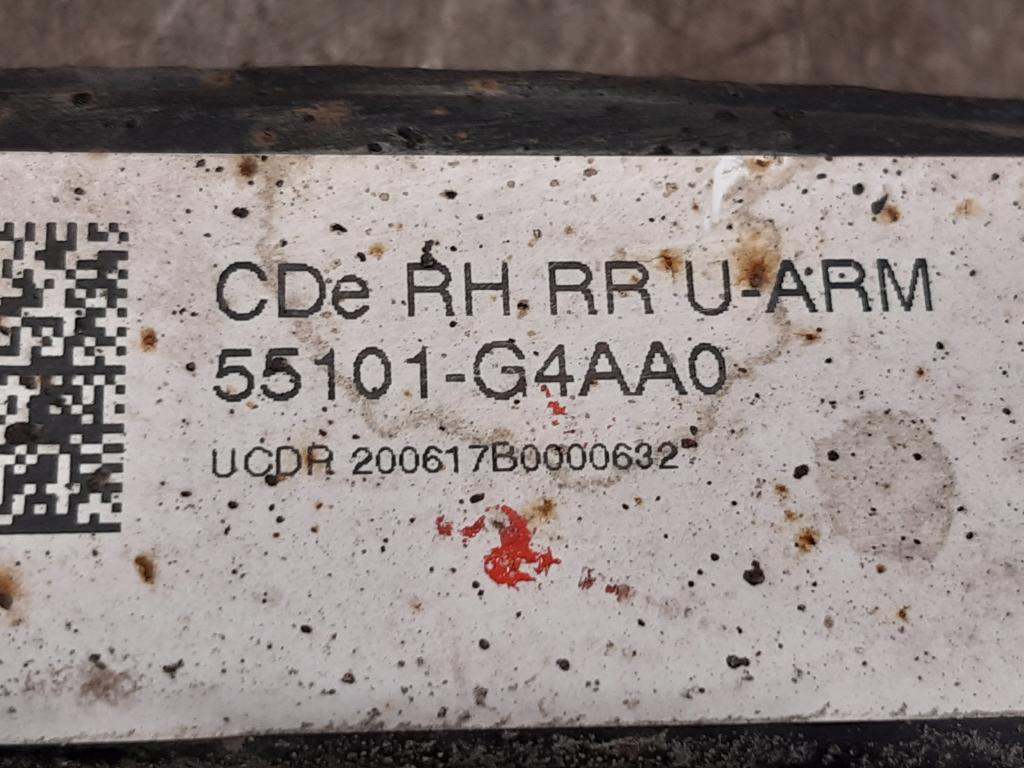 CDe RH RR U-ARM
55101-G4AA0
UCDR 200617B0000632